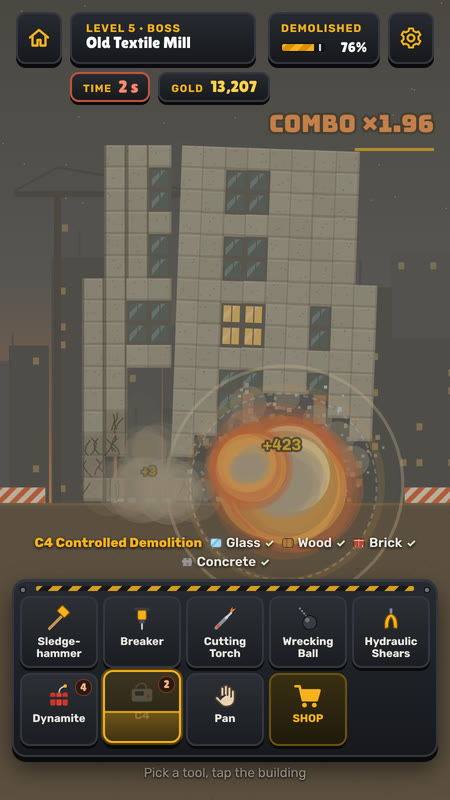 LEVEL 5 · BOSS
Old Textile Mill
DEMOLISHED
76%
TIME 2 s
GOLD 13,207
COMBO ×1.96
+423
+3
C4 Controlled Demolition Glass ✓ Wood ✓ Brick ✓
Concrete ✓
Sledge-
hammer
Breaker
Cutting
Torch
Wrecking
Ball
Hydraulic
Shears
4
Dynamite
2
C4
Pan
SHOP
Pick a tool, tap the building